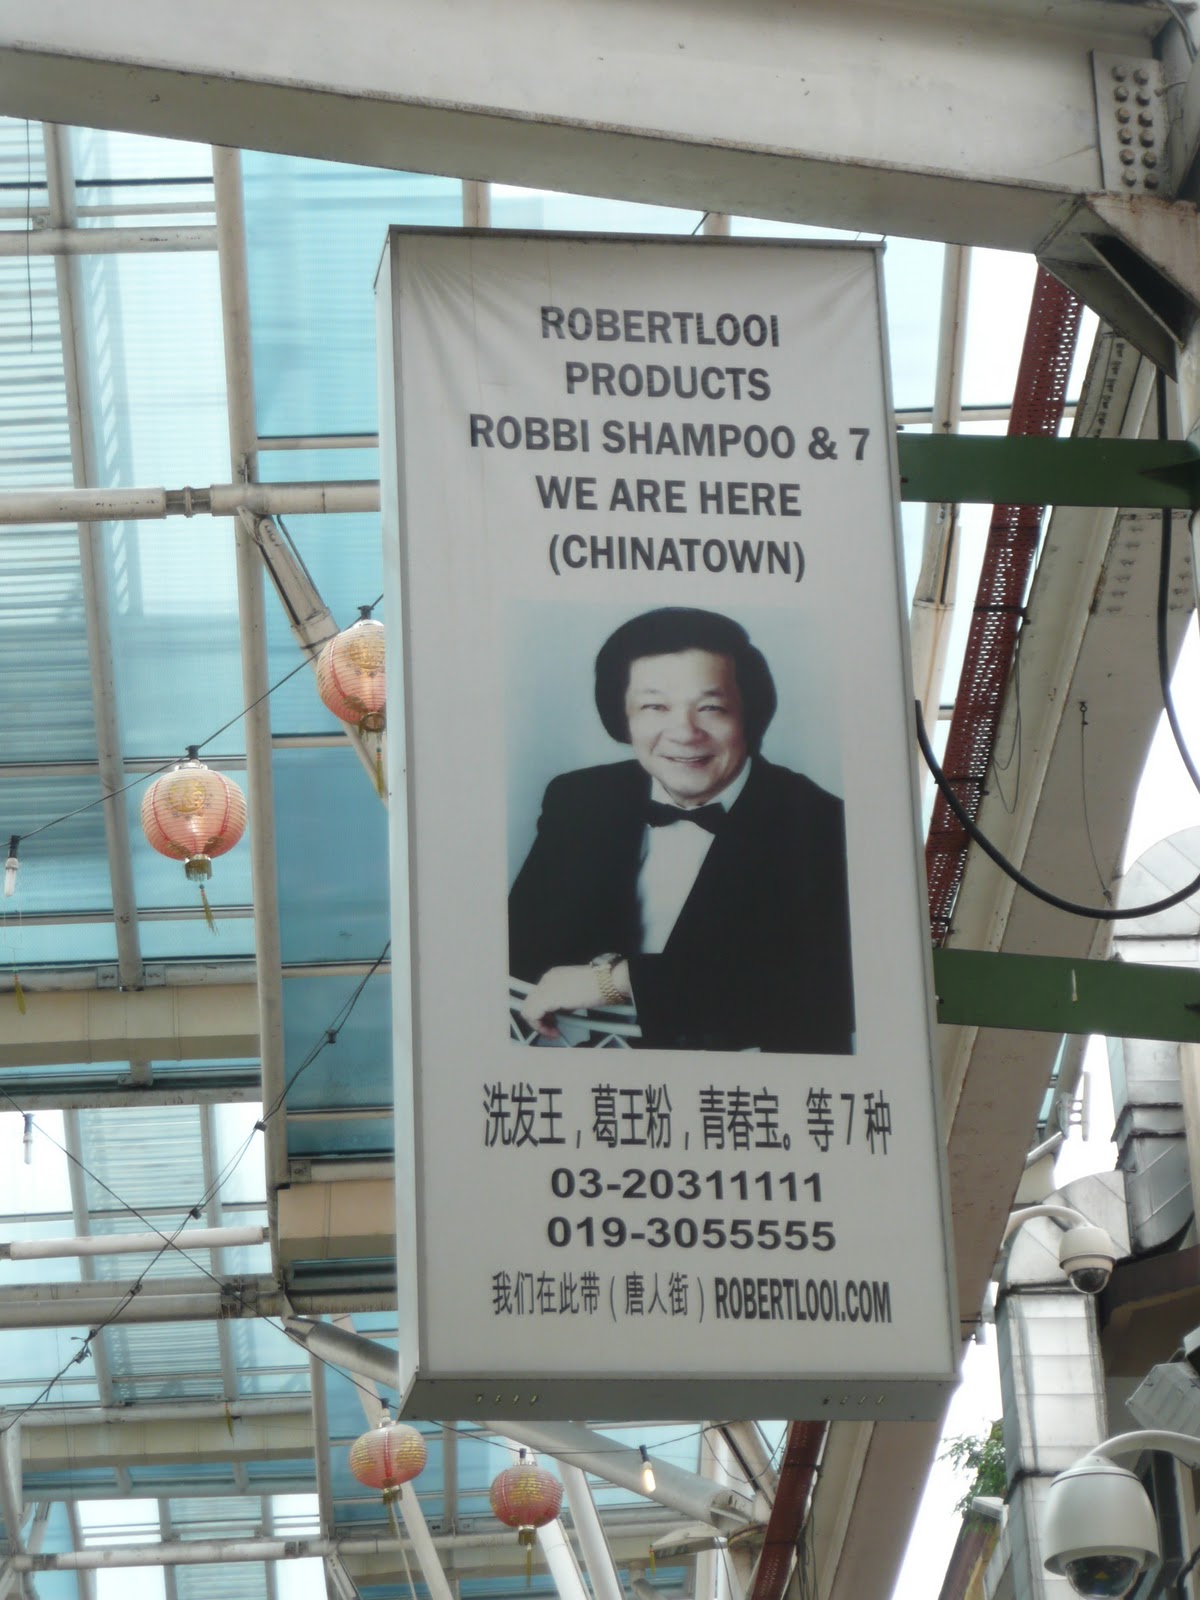 ROBERTLOOI
PRODUCTS
ROBBI SHAMPOO & 7
WE ARE HERE
(CHINATOWN)
洗发王,葛王粉,青春宝。等7种
03-20311111
019-3055555
我们在此带(唐人街)ROBERTLOOI.COM